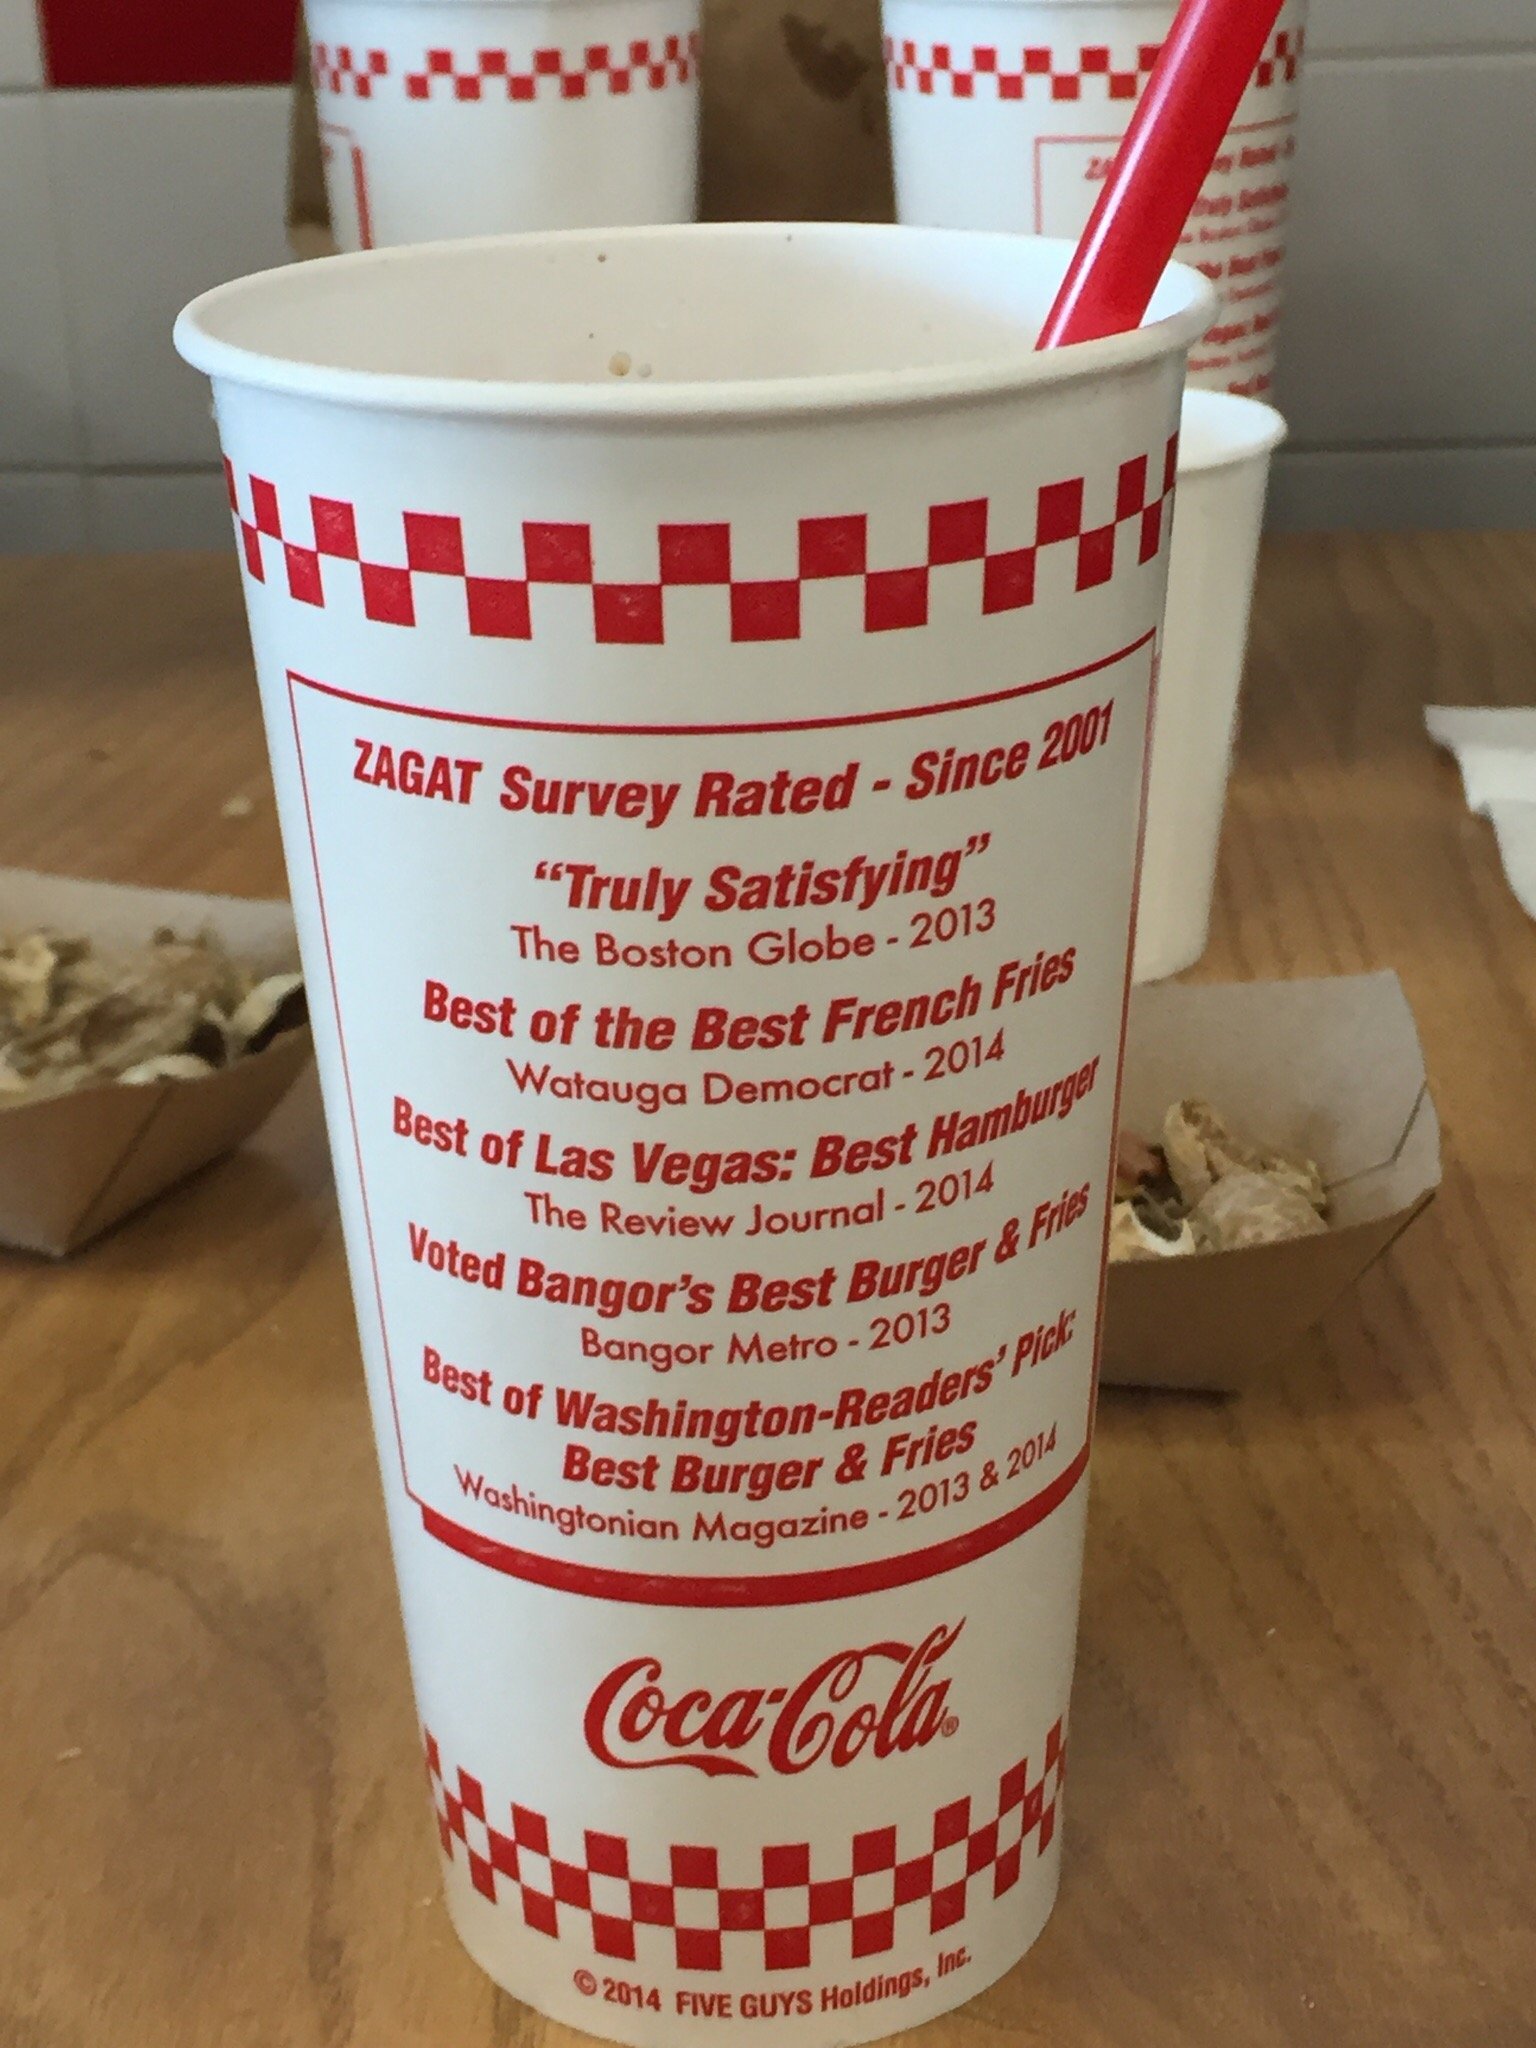 ZAGAT Survey Rated - Since 2001
“Truly Satisfying”
The Boston Globe - 2013
Best of the Best French Fries
Watauga Democrat - 2014
Best of Las Vegas: Best Hamburger
The Review Journal - 2014
Voted Bangor’s Best Burger & Fries
Bangor Metro - 2013
Best of Washington-Readers’ Pick:
Best Burger & Fries
Washingtonian Magazine - 2013 & 2014
Coca-Cola®
© 2014 FIVE GUYS Holdings, Inc.